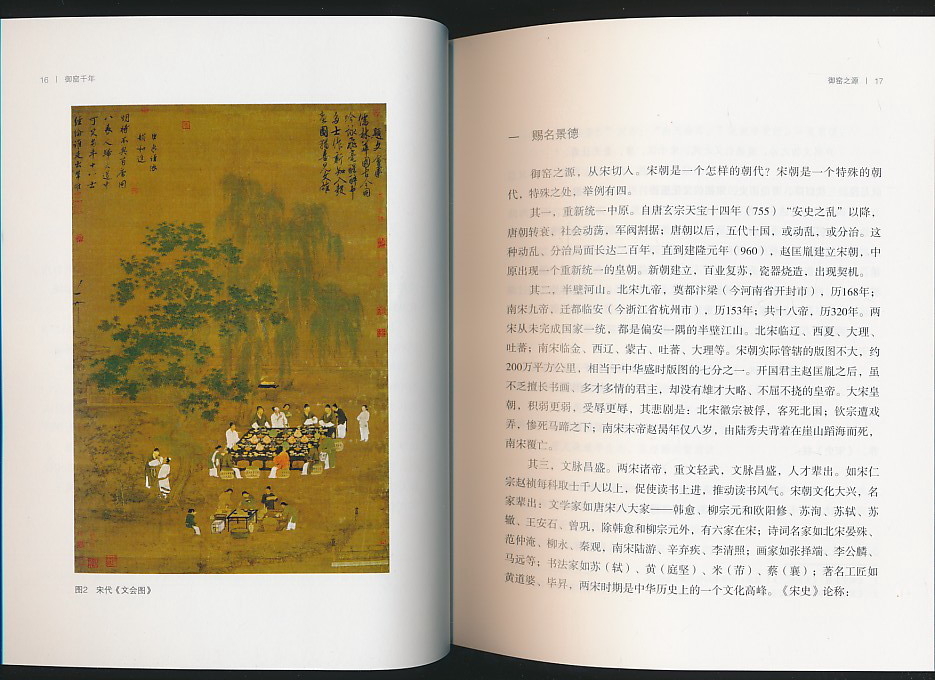 16 | 御窑千年
图2 宋代《文会图》
御窑之源 | 17
一 赐名景德
御窑之源，从宋切入。宋朝是一个怎样的朝代？宋朝是一个特殊的朝
代，特殊之处，举例有四。
其一，重新统一中原。自唐玄宗天宝十四年（755）“安史之乱”以降，
唐朝转衰，社会动荡，军阀割据；唐朝以后，五代十国，或动乱，或分治。这
种动乱、分治局面长达二百年，直到建隆元年（960），赵匡胤建立宋朝，中
原出现一个重新统一的皇朝。新朝建立，百业复苏，瓷器烧造，出现契机。
其二，半壁河山。北宋九帝，奠都汴梁（今河南省开封市），历168年；
南宋九帝，迁都临安（今浙江省杭州市），历153年；共十八帝，历320年。两
宋从未完成国家一统，都是偏安一隅的半壁江山。北宋临辽、西夏、大理、
吐蕃；南宋临金、西辽、蒙古、吐蕃、大理等。宋朝实际管辖的版图不大，约
200万平方公里，相当于中华盛时版图的七分之一。开国君主赵匡胤之后，虽
不乏擅长书画、多才多情的君主，却没有雄才大略、不屈不挠的皇帝。大宋皇
朝，积弱更弱，受辱更辱，其悲剧是；北宋徽宗被俘，客死北国；钦宗遭戏
弄，惨死马蹄之下；南宋末帝赵昺年仅八岁，由陆秀夫背着在崖山蹈海而死，
南宋覆亡。
其三，文脉昌盛。两宋诸帝，重文轻武，文脉昌盛，人才辈出。如宋仁
宗赵祯每科取士千人以上，促使读书上进，推动读书风气。宋朝文化大兴，名
家辈出：文学家如唐宋八大家——韩愈、柳宗元和欧阳修、苏洵、苏轼、苏
辙、王安石、曾巩，除韩愈和柳宗元外，有六家在宋；诗词名家如北宋晏殊、
范仲淹、柳永、秦观，南宋陆游、辛弃疾、李清照；画家如张择端、李公麟、
马远等；书法家如苏（轼）、黄（庭坚）、米（芾）、蔡（襄）；著名工匠如
黄道婆、毕昇，两宋时期是中华历史上的一个文化高峰。《宋史》论称：